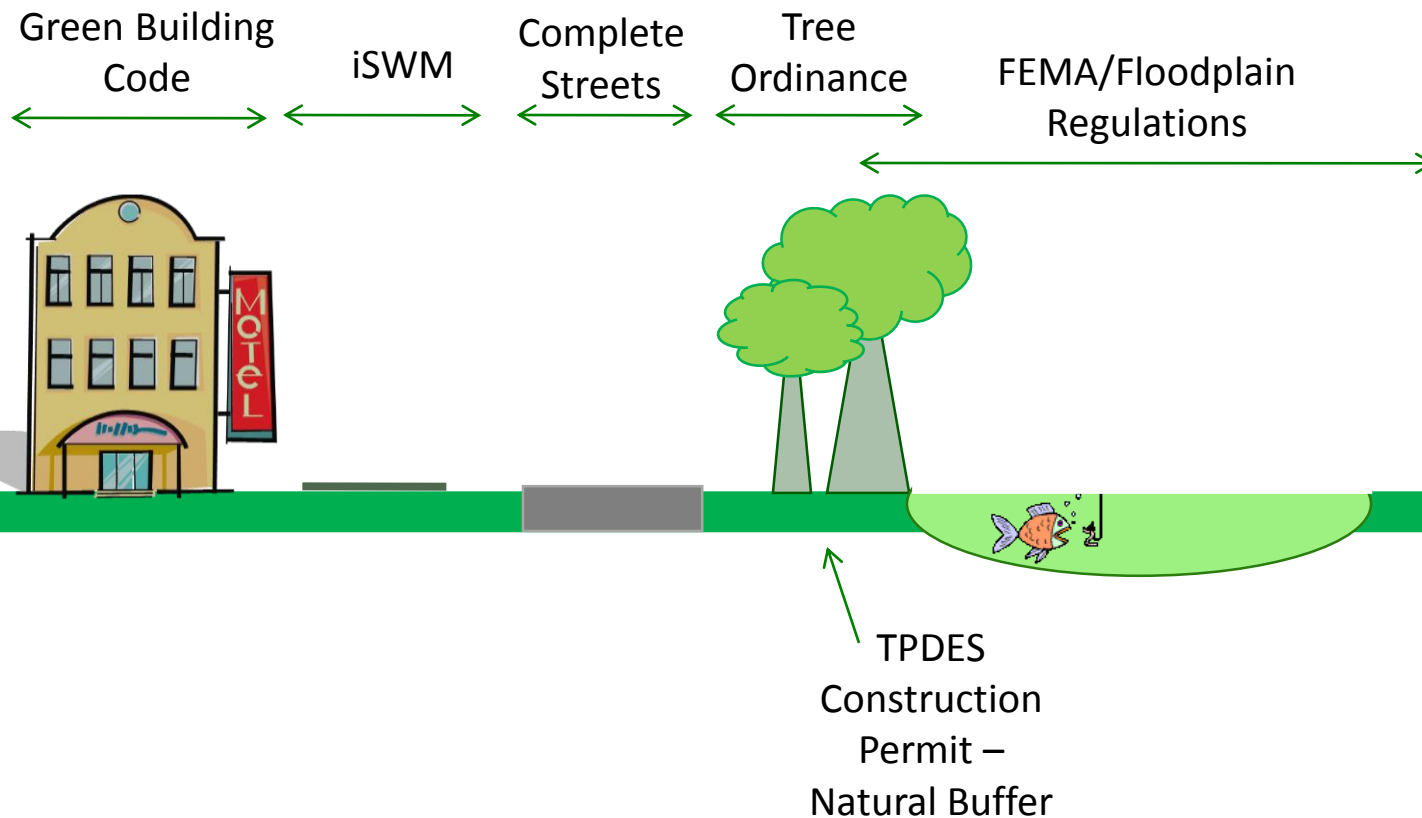 Green Building
Code
iSWM
Complete
Streets
Tree
Ordinance
FEMA/Floodplain
Regulations
MOTEL
TPDES
Construction
Permit –
Natural Buffer